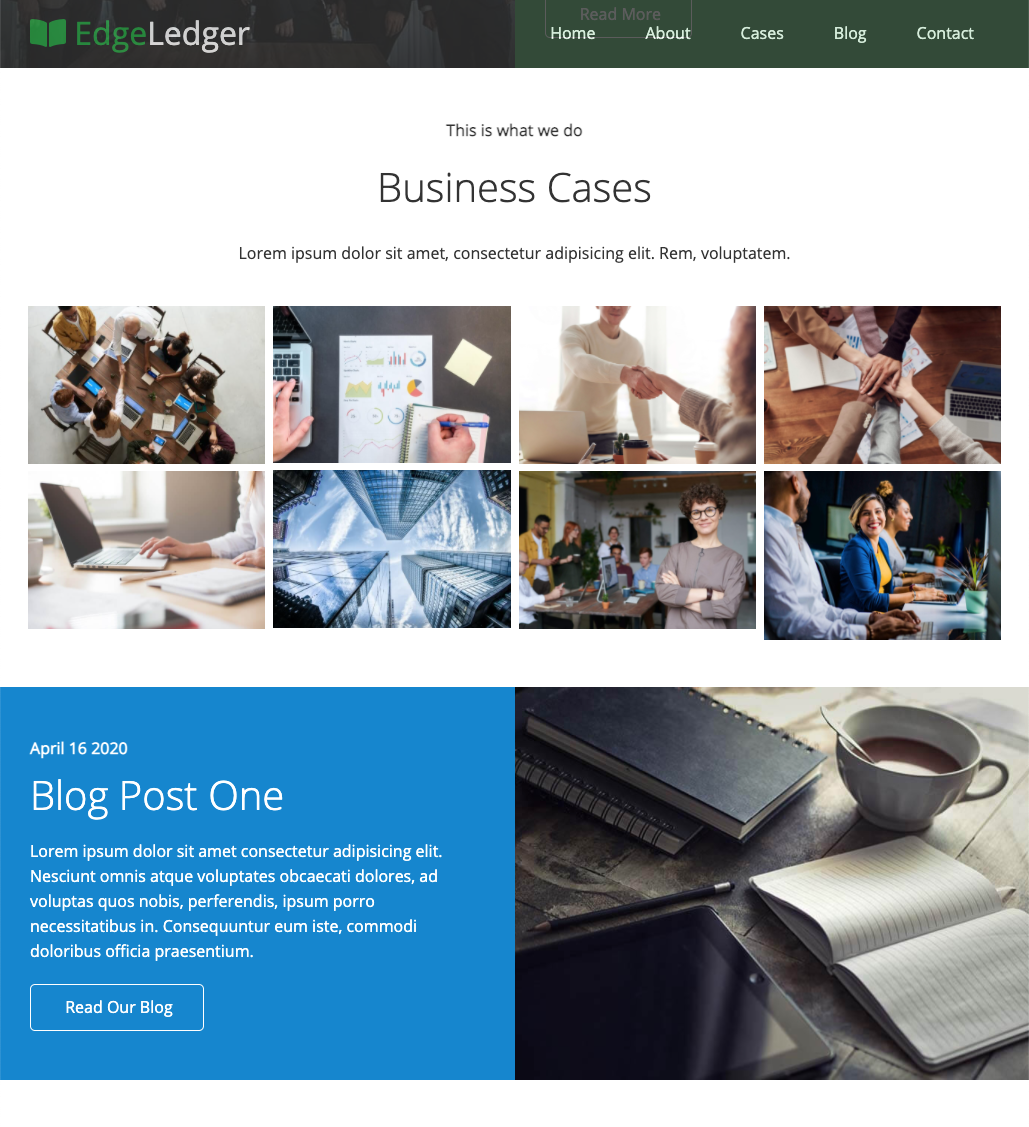 Read More
EdgeLedger
Home About Cases Blog Contact
This is what we do
Business Cases
Lorem ipsum dolor sit amet, consectetur adipisicing elit. Rem, voluptatem.
April 16 2020
Blog Post One
Lorem ipsum dolor sit amet consectetur adipisicing elit.
Nesciunt omnis atque voluptates obcaecati dolores, ad
voluptas quos nobis, perferendis, ipsum porro
necessitatibus in. Consequuntur eum iste, commodi
doloribus officia praesentium.
Read Our Blog